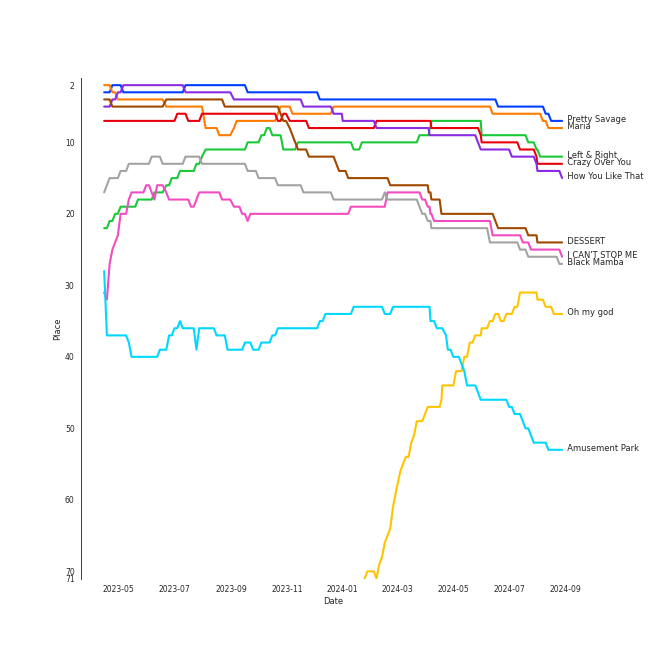 2
10
20
30
40
50
60
70
71
Place
Pretty Savage
Maria
Left & Right
Crazy Over You
How You Like That
DESSERT
I CAN'T STOP ME
Black Mamba
Oh my god
Amusement Park
2023-05 2023-07 2023-09 2023-11 2024-01 2024-03 2024-05 2024-07 2024-09
Date